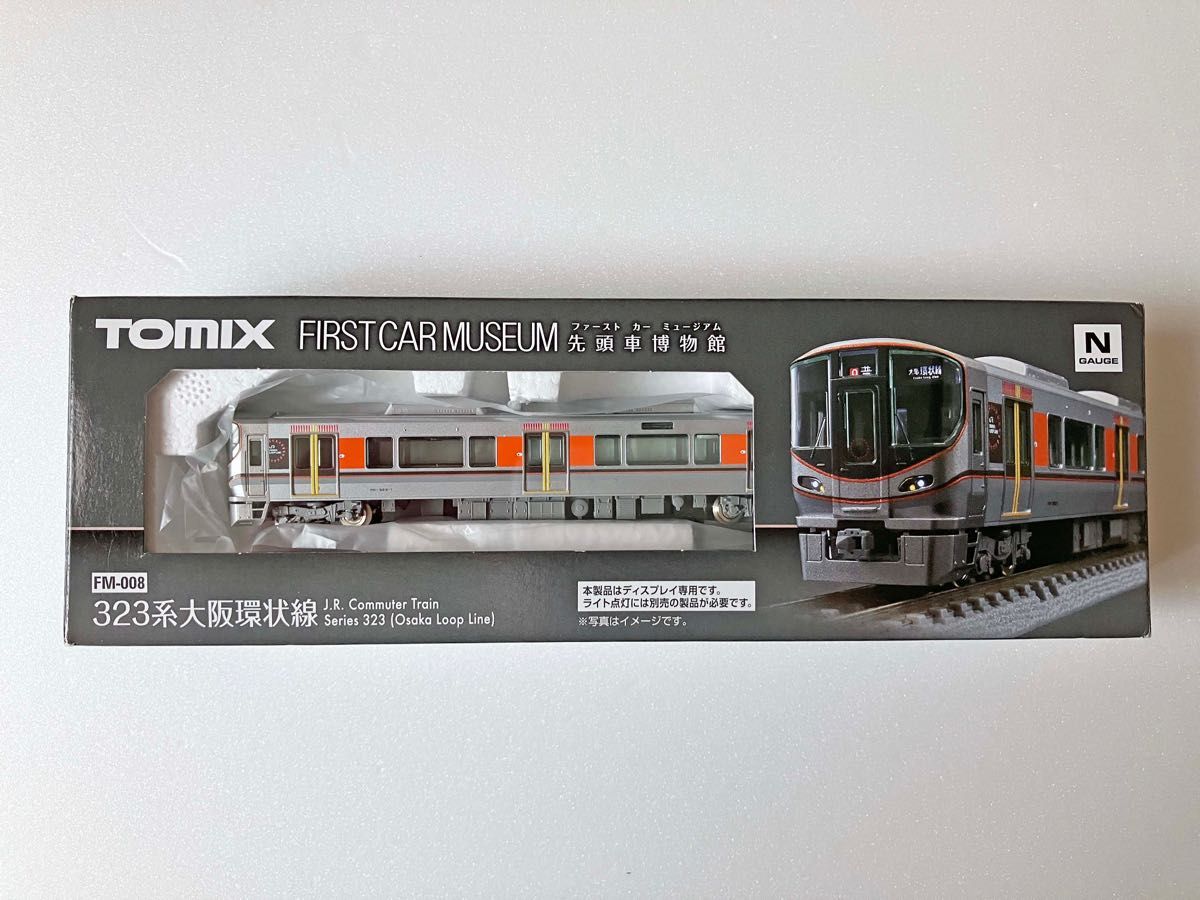 TOMIX
FIRST CAR MUSEUM
ファースト カー ミュージアム
先頭車博物館
N
GAUGE
大阪環状線
FM-008
323系大阪環状線
J.R. Commuter Train
Series 323 (Osaka Loop Line)
本製品はディスプレイ専用です。
ライト点灯には別売の製品が必要です。
※写真はイメージです。